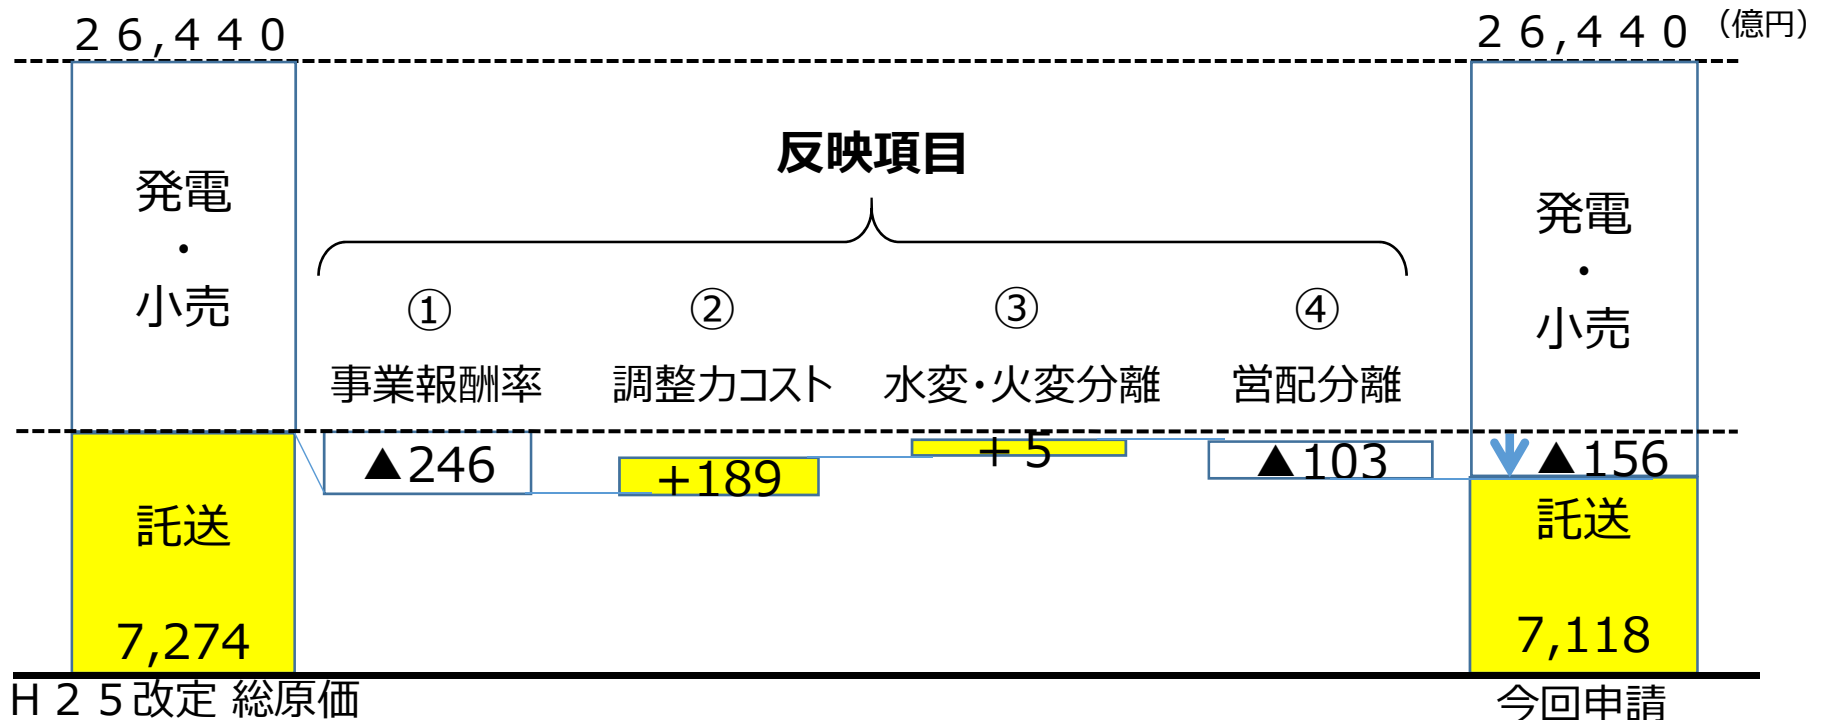 ２６,４４０
２６,４４０
（億円）
反映項目
発電
・
小売
発電
・
小売
①
②
③
④
事業報酬率
調整力コスト
水変・火変分離
営配分離
▲246
+189
+５
▲103
▲156
託送
7,274
託送
7,118
Ｈ２５改定 総原価
今回申請